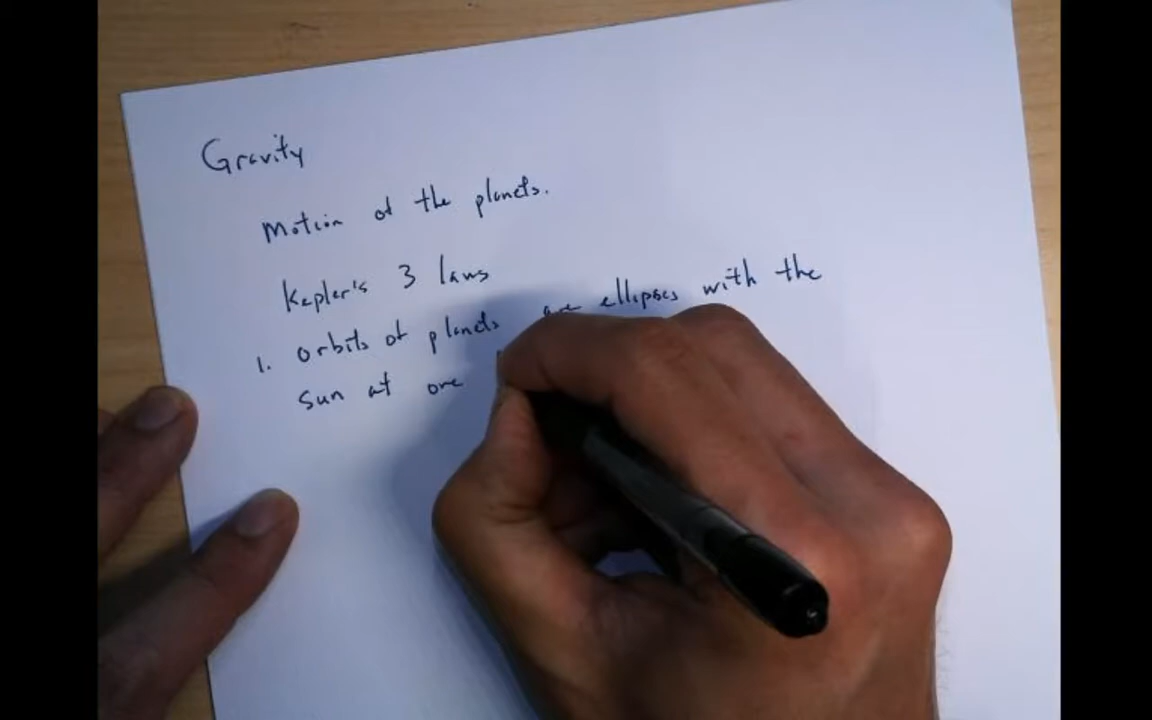 Gravity
Motion of the planets.
Kepler's 3 laws
1. orbits of planets are ellipses with the
Sun at one